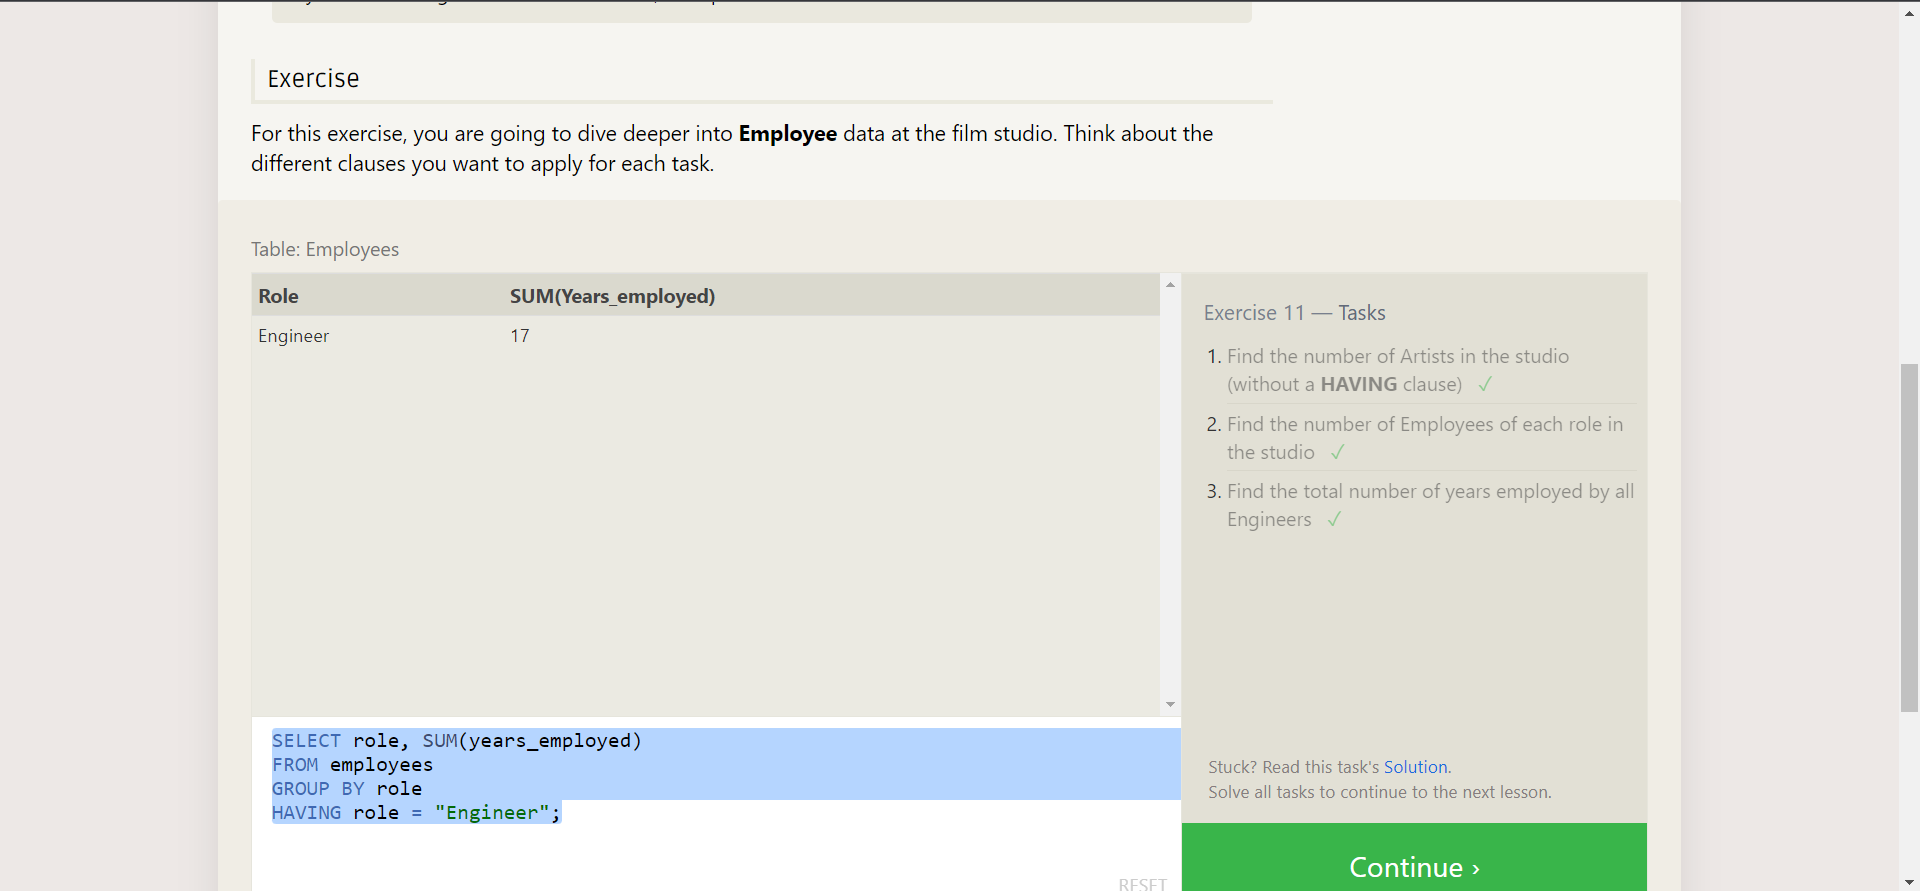 Exercise
For this exercise, you are going to dive deeper into Employee data at the film studio. Think about the
different clauses you want to apply for each task.
Table: Employees
Role SUM(Years_employed)
Engineer 17
Exercise 11 — Tasks
1. Find the number of Artists in the studio
(without a HAVING clause) ✓
2. Find the number of Employees of each role in
the studio ✓
3. Find the total number of years employed by all
Engineers ✓
SELECT role, SUM(years_employed)
FROM employees
GROUP BY role
HAVING role = "Engineer";
RESET
Stuck? Read this task's Solution.
Solve all tasks to continue to the next lesson.
Continue ›